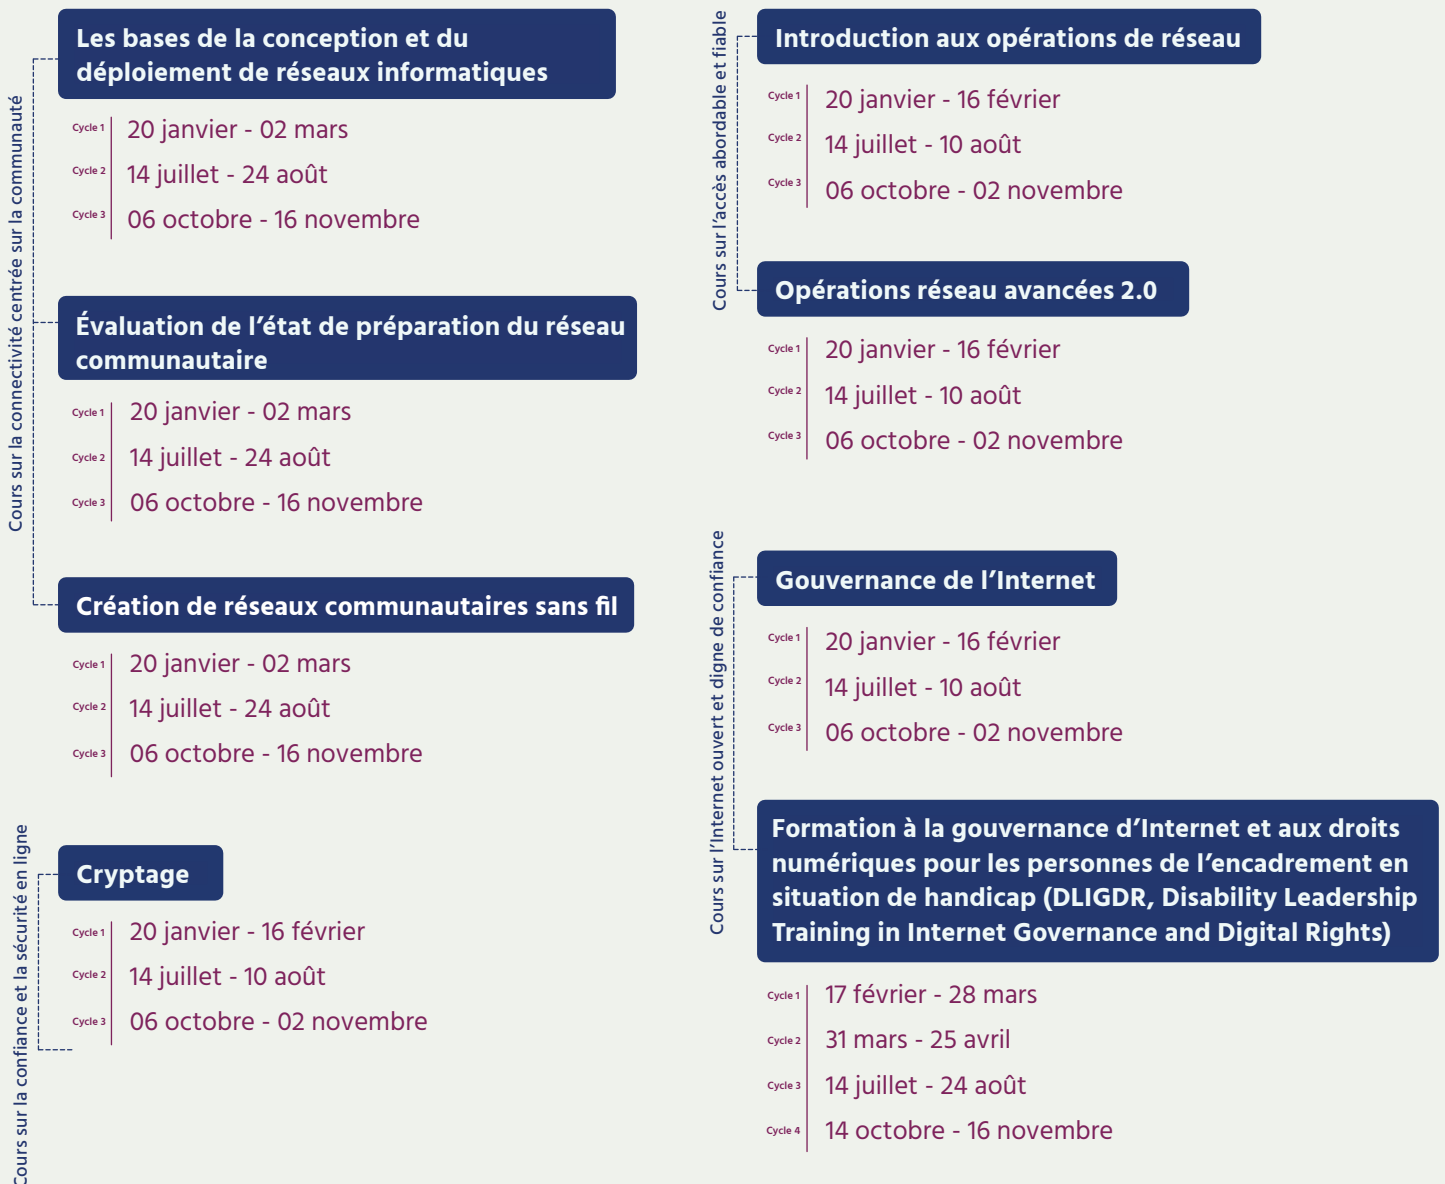 Cours sur la connectivité centrée sur la communauté
Les bases de la conception et du
déploiement de réseaux informatiques
Cycle 1 20 janvier - 02 mars
Cycle 2 14 juillet - 24 août
Cycle 3 06 octobre - 16 novembre
Évaluation de l’état de préparation du réseau
communautaire
Cycle 1 20 janvier - 02 mars
Cycle 2 14 juillet - 24 août
Cycle 3 06 octobre - 16 novembre
Création de réseaux communautaires sans fil
Cycle 1 20 janvier - 02 mars
Cycle 2 14 juillet - 24 août
Cycle 3 06 octobre - 16 novembre
Cours sur la confiance et la sécurité en ligne
Cryptage
Cycle 1 20 janvier - 16 février
Cycle 2 14 juillet - 10 août
Cycle 3 06 octobre - 02 novembre
Cours sur l’accès abordable et fiable
Introduction aux opérations de réseau
Cycle 1 20 janvier - 16 février
Cycle 2 14 juillet - 10 août
Cycle 3 06 octobre - 02 novembre
Opérations réseau avancées 2.0
Cycle 1 20 janvier - 16 février
Cycle 2 14 juillet - 10 août
Cycle 3 06 octobre - 02 novembre
Cours sur l’Internet ouvert et digne de confiance
Gouvernance de l’Internet
Cycle 1 20 janvier - 16 février
Cycle 2 14 juillet - 10 août
Cycle 3 06 octobre - 02 novembre
Formation à la gouvernance d’Internet et aux droits
numériques pour les personnes de l’encadrement en
situation de handicap (DLIGDR, Disability Leadership
Training in Internet Governance and Digital Rights)
Cycle 1 17 février - 28 mars
Cycle 2 31 mars - 25 avril
Cycle 3 14 juillet - 24 août
Cycle 4 14 octobre - 16 novembre